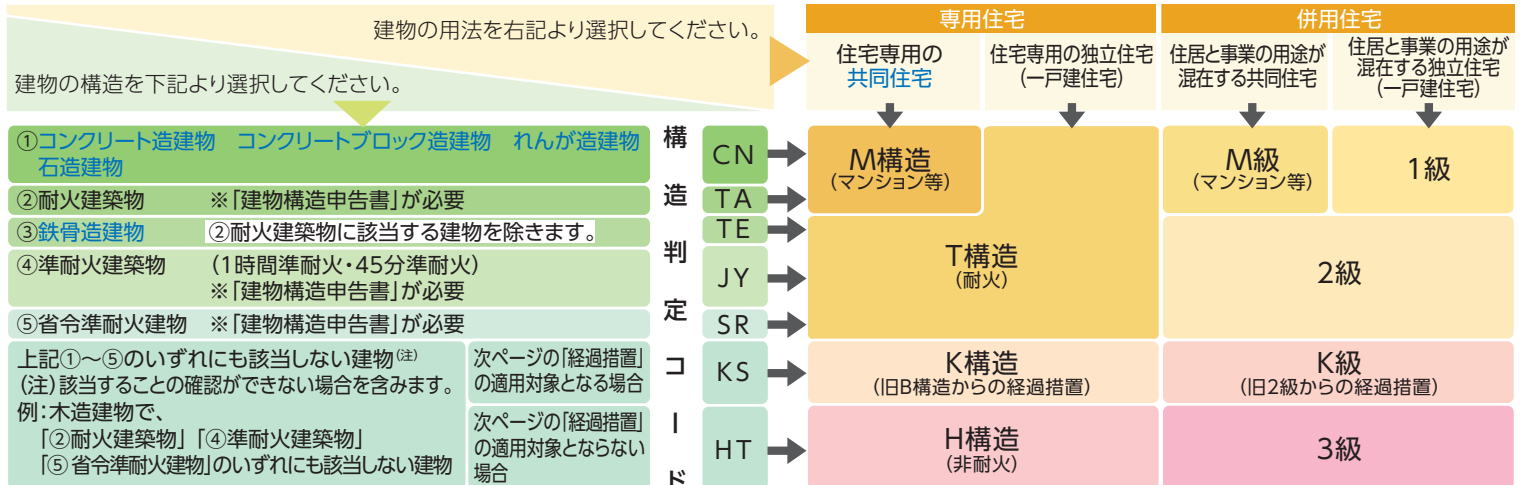 建物の用法を右記より選択してください。
建物の構造を下記より選択してください。
専用住宅
併用住宅
住宅専用の
共同住宅
住宅専用の独立住宅
(一戸建住宅)
住居と事業の用途が
混在する共同住宅
住居と事業の用途が
混在する独立住宅
(一戸建住宅)
構造判定コード
①コンクリート造建物 コンクリートブロック造建物 れんが造建物
石造建物
CN
M構造
(マンション等)
M級
(マンション等)
1級
②耐火建築物 ※「建物構造申告書」が必要
TA
③鉄骨造建物 ②耐火建築物に該当する建物を除きます。
TE
④準耐火建築物 (1時間準耐火・45分準耐火)
※「建物構造申告書」が必要
JY
T構造
(耐火)
2級
⑤省令準耐火建物 ※「建物構造申告書」が必要
SR
上記①〜⑤のいずれにも該当しない建物(注)
(注)該当することの確認ができない場合を含みます。
例:木造建物で、
「②耐火建築物」「④準耐火建築物」
「⑤省令準耐火建物」のいずれにも該当しない建物
次ページの「経過措置」
の適用対象となる場合
KS
K構造
(旧B構造からの経過措置)
K級
(旧2級からの経過措置)
次ページの「経過措置」
の適用対象とならない
場合
HT
H構造
(非耐火)
3級